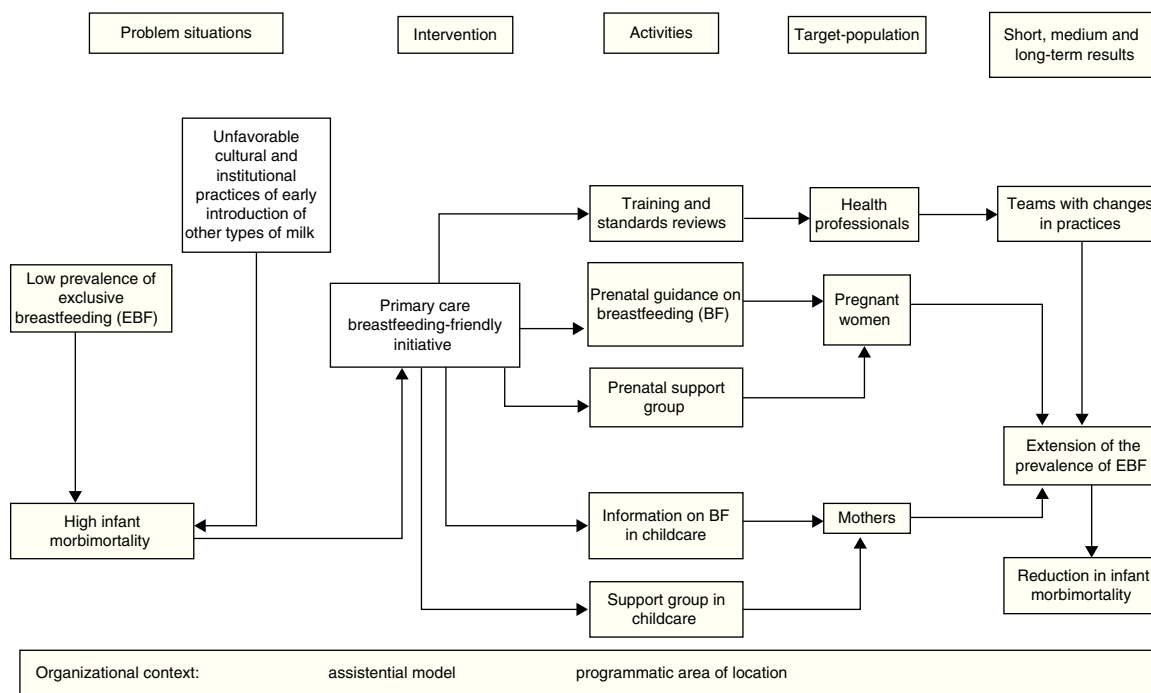 Problem situations
Intervention
Activities
Target-population
Short, medium and
long-term results
Unfavorable
cultural and
institutional
practices of early
introduction of
other types of milk
Low prevalence of
exclusive
breastfeeding (EBF)
High infant
morbimortality
Primary care
breastfeeding-friendly
initiative
Training and
standards reviews
Prenatal guidance on
breastfeeding (BF)
Prenatal support
group
Information on BF
in childcare
Support group in
childcare
Health
professionals
Pregnant
women
Mothers
Teams with changes
in practices
Extension of the
prevalence of EBF
Reduction in infant
morbimortality
Organizational context: assistential model programmatic area of location